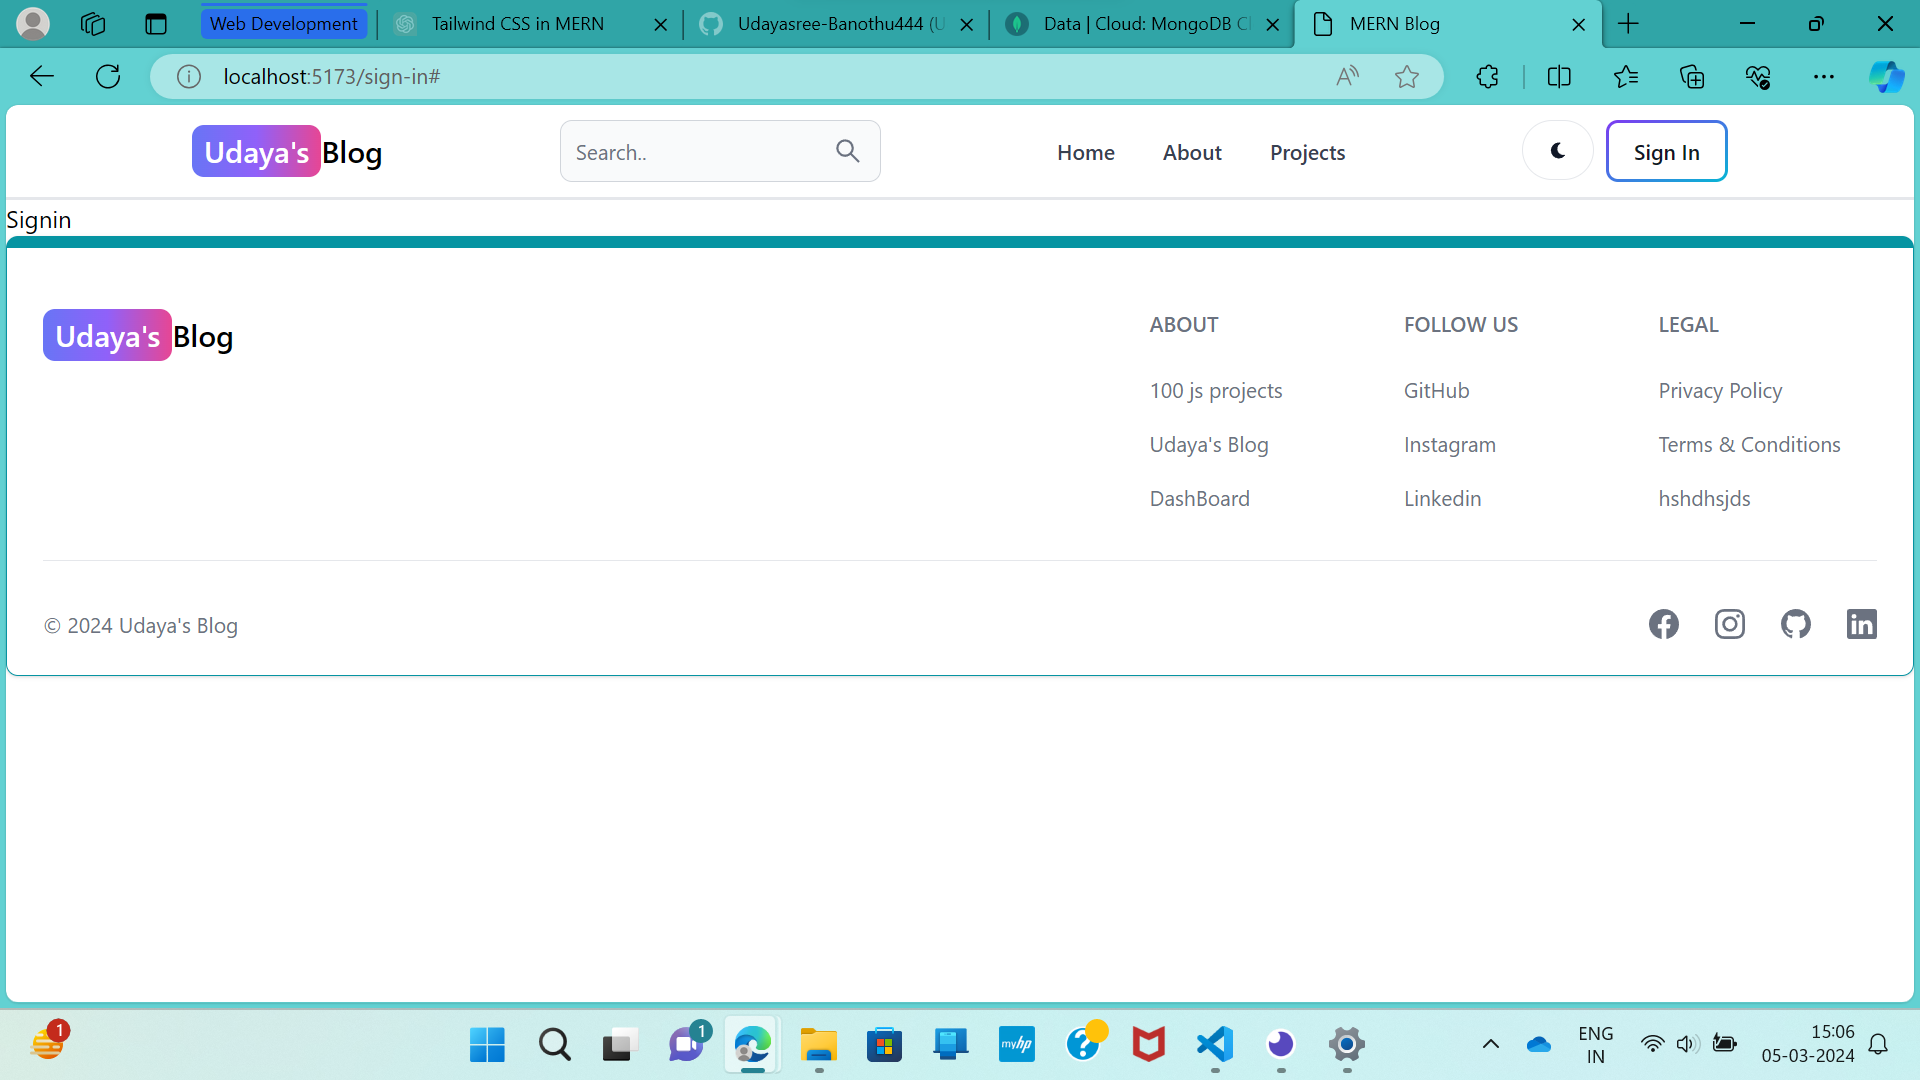 Web Development
Tailwind CSS in MERN
Udayasree-Banothu444 (U
Data | Cloud: MongoDB Cl
MERN Blog
localhost:5173/sign-in#
Udaya's Blog
Search..
Home
About
Projects
Sign In
Signin
Udaya's Blog
ABOUT
FOLLOW US
LEGAL
100 js projects
GitHub
Privacy Policy
Udaya's Blog
Instagram
Terms & Conditions
DashBoard
Linkedin
hshdhsjds
© 2024 Udaya's Blog
1
1
myhp
ENG
IN
15:06
05-03-2024